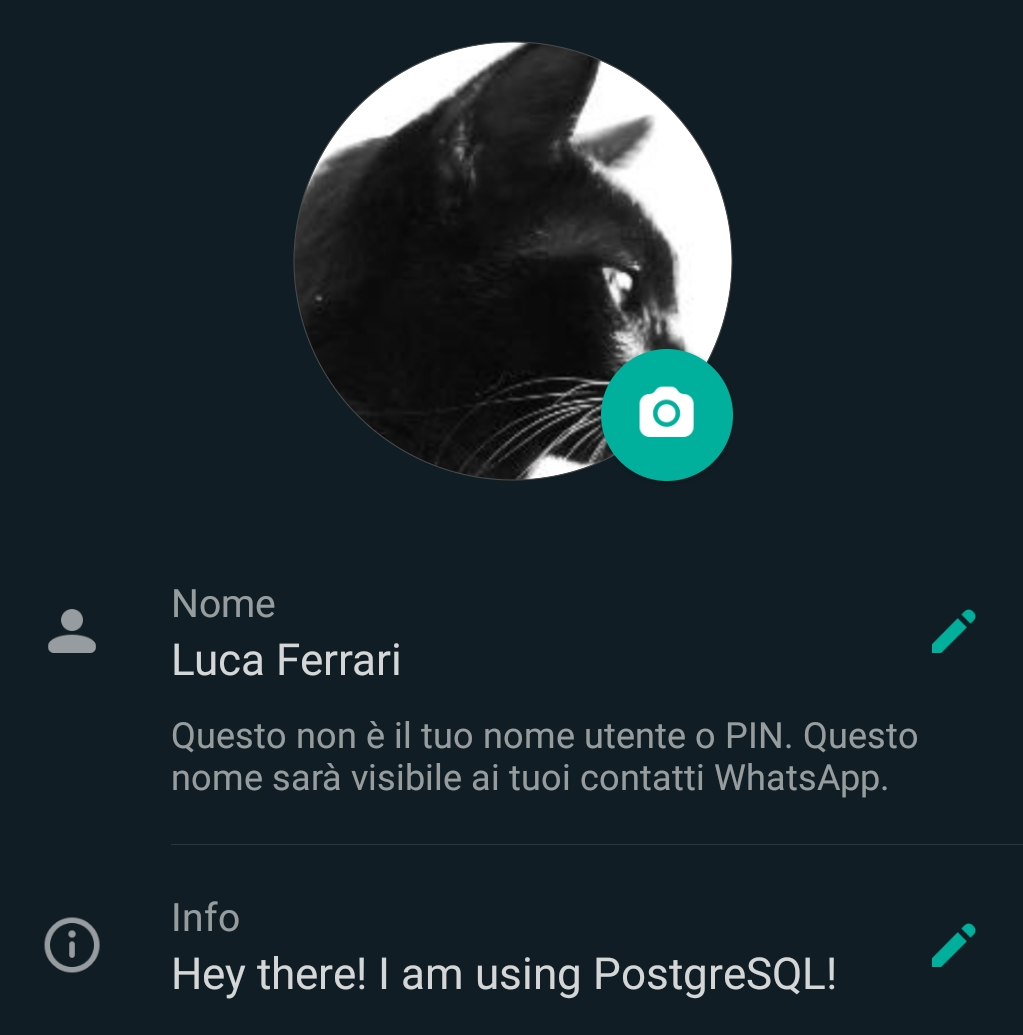 Nome
Luca Ferrari
Questo non è il tuo nome utente o PIN. Questo
nome sarà visibile ai tuoi contatti WhatsApp.
Info
Hey there! I am using PostgreSQL!